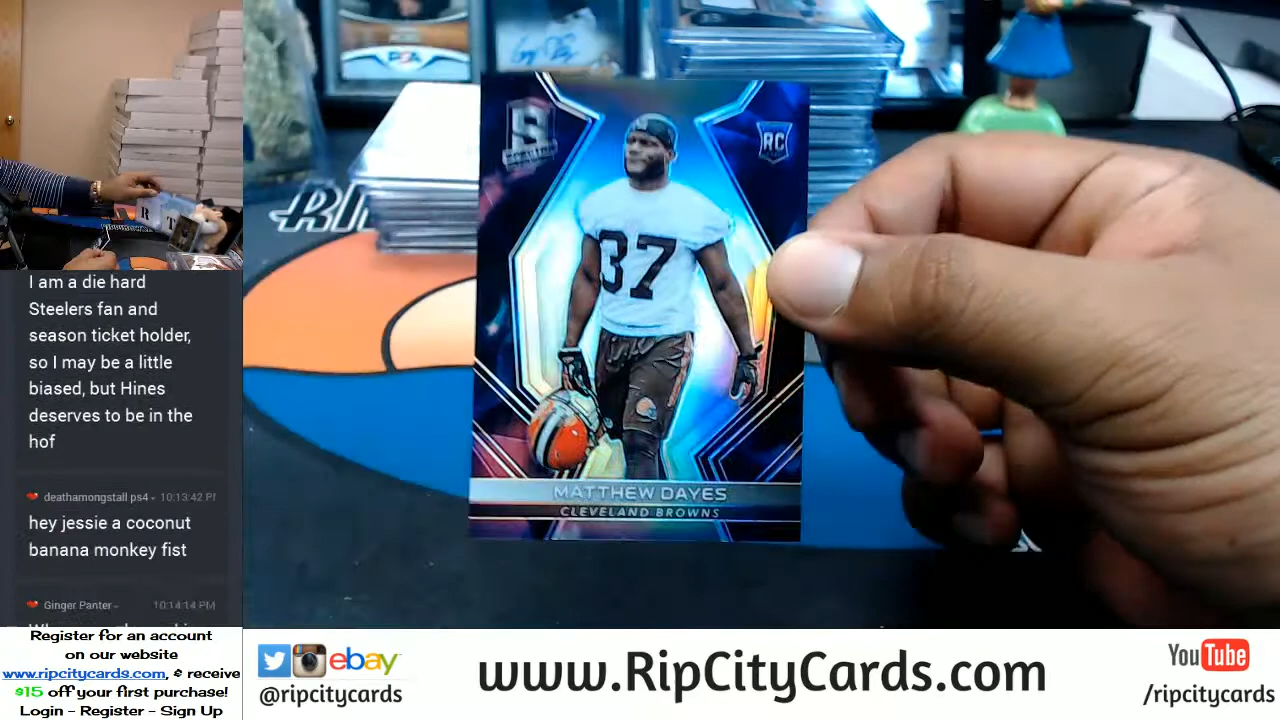 I am a die hard
Steelers fan and
season ticket holder,
so I may be a little
biased, but Hines
deserves to be in the
hof
deathamongstall ps4
10:13:42 PM
hey jessie a coconut
banana monkey fist
Ginger Panter
10:14:14 PM
Register for an account
on our website
www.ripcitycards.com, & receive
$15 off your first purchase!
Login - Register - Sign Up
PSA
RC
37
MATTHEW DAYES
CLEVELAND BROWNS
ebay
@ripcitycards
www.RipCityCards.com
YouTube
/ripcitycards